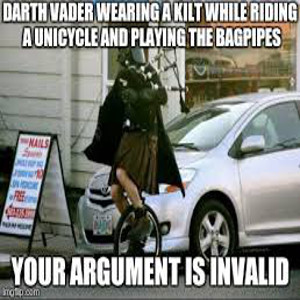 DARTH VADER WEARING A KILT WHILE RIDING
A UNICYCLE AND PLAYING THE BAGPIPES
NAILS
YOUR ARGUMENT IS INVALID
imgflip.com